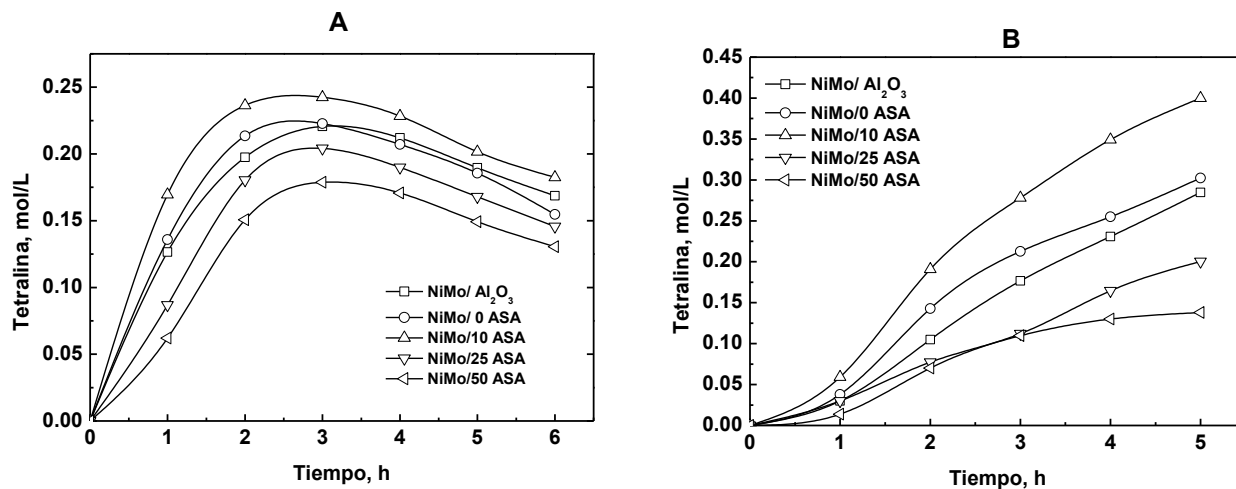 A
Tetralina, mol/L
0.25
0.20
0.15
0.10
0.05
0.00
NiMo/ Al₂O₃
NiMo/ 0 ASA
NiMo/10 ASA
NiMo/25 ASA
NiMo/50 ASA
0 1 2 3 4 5 6
Tiempo, h
B
Tetralina, mol/L
0.45
0.40
0.35
0.30
0.25
0.20
0.15
0.10
0.05
0.00
NiMo/ Al₂O₃
NiMo/0 ASA
NiMo/10 ASA
NiMo/25 ASA
NiMo/50 ASA
0 1 2 3 4 5
Tiempo, h